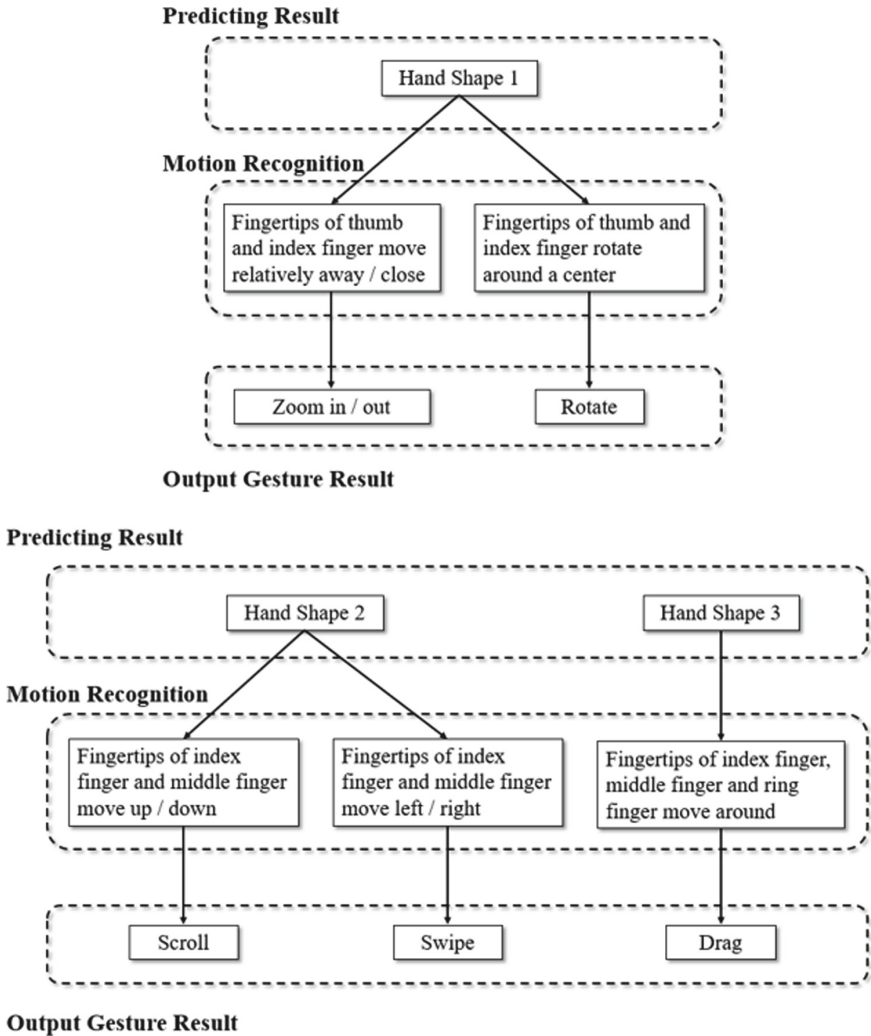 Predicting Result
Hand Shape 1
Motion Recognition
Fingertips of thumb
and index finger move
relatively away / close
Fingertips of thumb and
index finger rotate
around a center
Zoom in / out
Rotate
Output Gesture Result
Predicting Result
Hand Shape 2
Hand Shape 3
Motion Recognition
Fingertips of index
finger and middle finger
move up / down
Fingertips of index
finger and middle finger
move left / right
Fingertips of index finger,
middle finger and ring
finger move around
Scroll
Swipe
Drag
Output Gesture Result